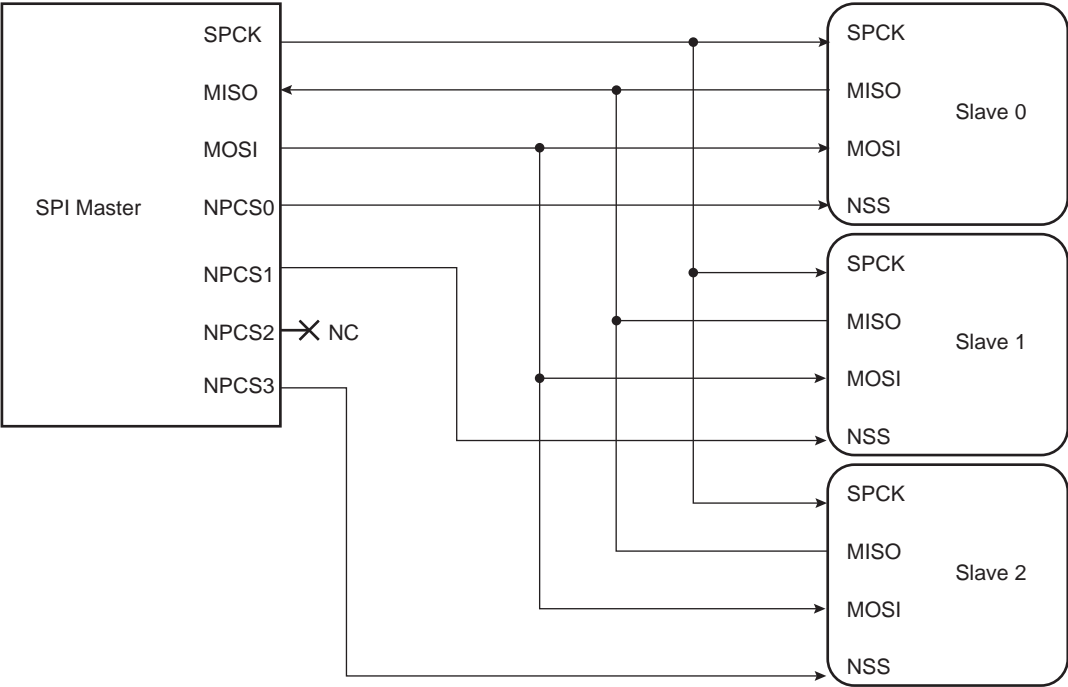 SPI Master
SPCK
MISO
MOSI
NPCS0
NPCS1
NPCS2
NC
NPCS3
SPCK
MISO
Slave 0
MOSI
NSS
SPCK
MISO
Slave 1
MOSI
NSS
SPCK
MISO
Slave 2
MOSI
NSS